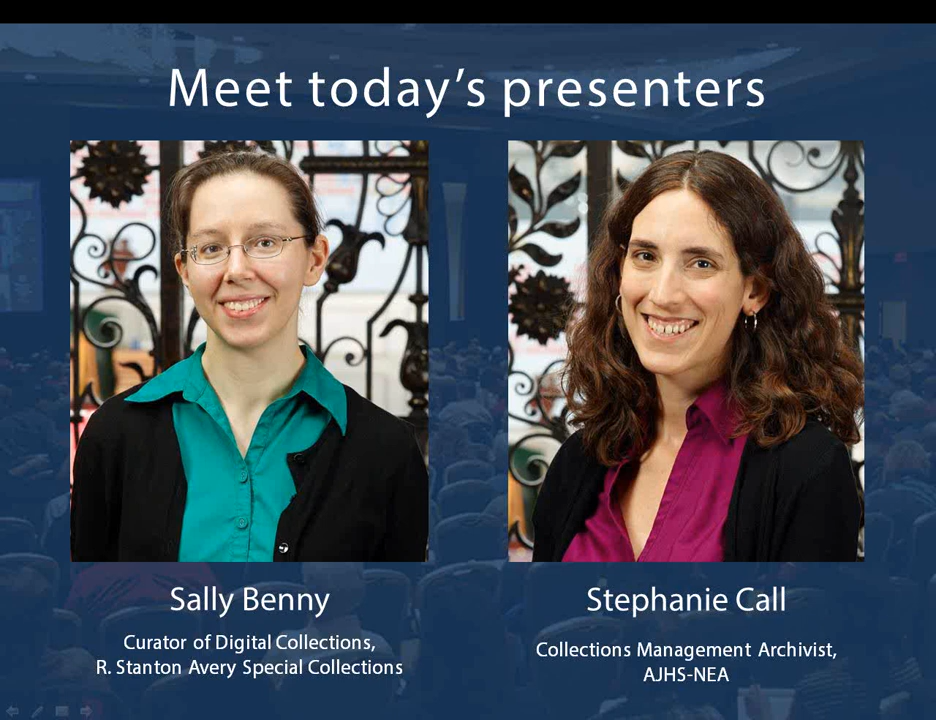 Meet today's presenters
Sally Benny
Curator of Digital Collections,
R. Stanton Avery Special Collections
Stephanie Call
Collections Management Archivist,
AJHS-NEA